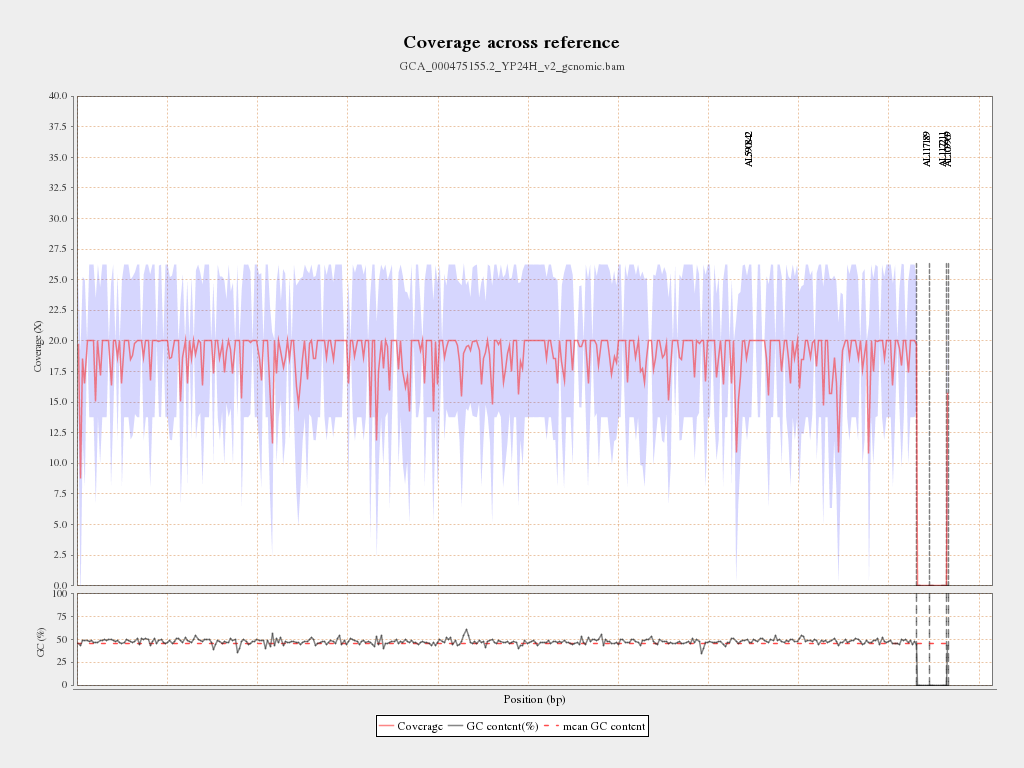 Coverage across reference
GCA_000475155.2_YP24H_v2_genomic.bam
40.0
37.5
35.0
32.5
30.0
27.5
25.0
22.5
20.0
17.5
15.0
12.5
10.0
7.5
5.0
2.5
0.0
Coverage (X)
AL590842
AL117189
AL117211
AL109969
100
75
50
25
0
GC (%)
Position (bp)
Coverage GC content(%) mean GC content